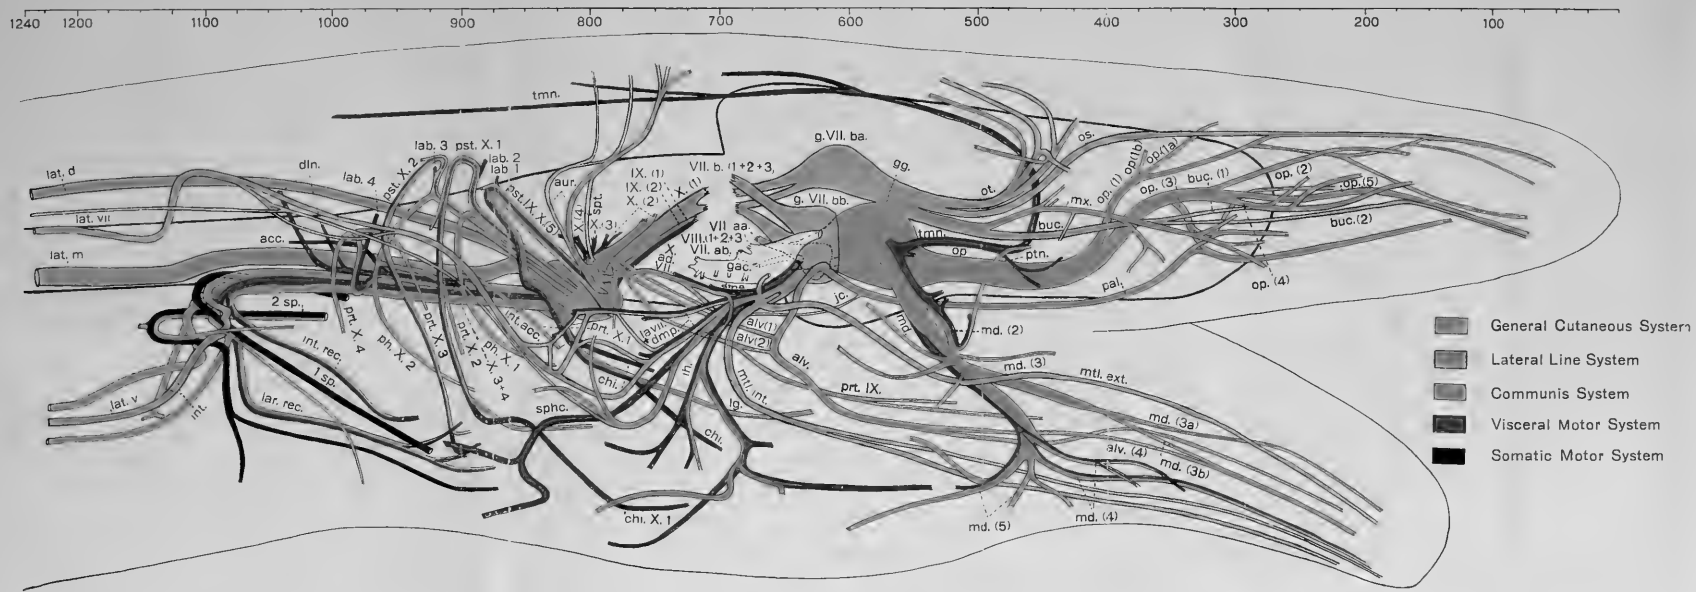 1240 1200 1100 1000 900 800 700 600 500 400 300 200 100
tmn.
g. VII. ba.
gg.
os.
op.(1b)
op(1a)
lab. 3
pst. X. 1
pst. X. 2
lab. 2
lab 1
lat. d
dln.
lab. 4
aur.
IX. (1)
IX. (2)
X. (2)
X. (1)
VII. b. (1+2+3,
ot.
op. (1)
op. (3)
buc. (1)
op. (2)
op. (5)
mx.
pst. IX. X(5)
X(4)
spt.
X(3)
g. VII. bb.
lat. VII
buc.
buc. (2)
VII aa.
VIII.(1+2+3
VII. ab.
gac.
tmn.
acc.
op
ptn.
lat. m
ad.
VII.
op. (4)
pal.
jc.
2 sp.
int. acc.
prt. X. 1
dmp.
alv(1)
alv(2)
md.
md. (2)
prt. X. 4
ph. X. 2
prt. X. 3
prt. X. 2
prt. X. 3+4
ph. X. 1
int. rec.
1 sp.
chi.
ih.
mtl. int.
alv.
md. (3)
mtl. ext.
prt. IX.
lat. v
int.
lar. rec.
sphc.
lg.
chi.
md. (3a)
alv. (4)
md. (3b)
chi. X. 1
md. (5)
md. (4)
General Cutaneous System
Lateral Line System
Communis System
Visceral Motor System
Somatic Motor System